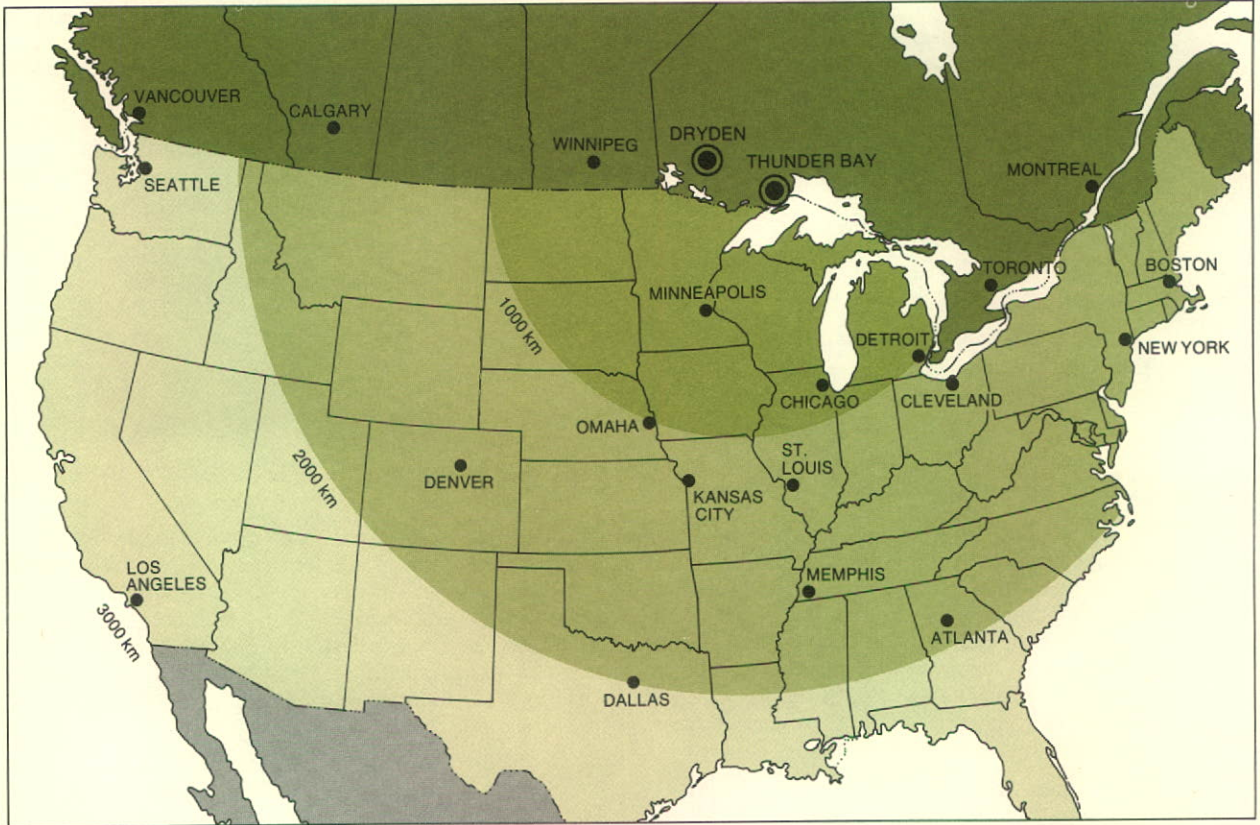 VANCOUVER
CALGARY
WINNIPEG
DRYDEN
THUNDER BAY
MONTREAL
SEATTLE
TORONTO
BOSTON
MINNEAPOLIS
1000 km
DETROIT
NEW YORK
CHICAGO
CLEVELAND
OMAHA
ST.
LOUIS
DENVER
2000 km
KANSAS
CITY
LOS
ANGELES
MEMPHIS
3000 km
ATLANTA
DALLAS